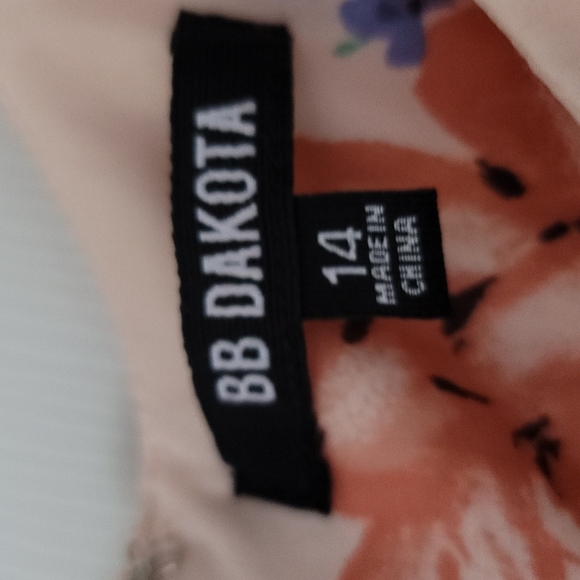 BB DAKOTA
14
MADE IN
CHINA